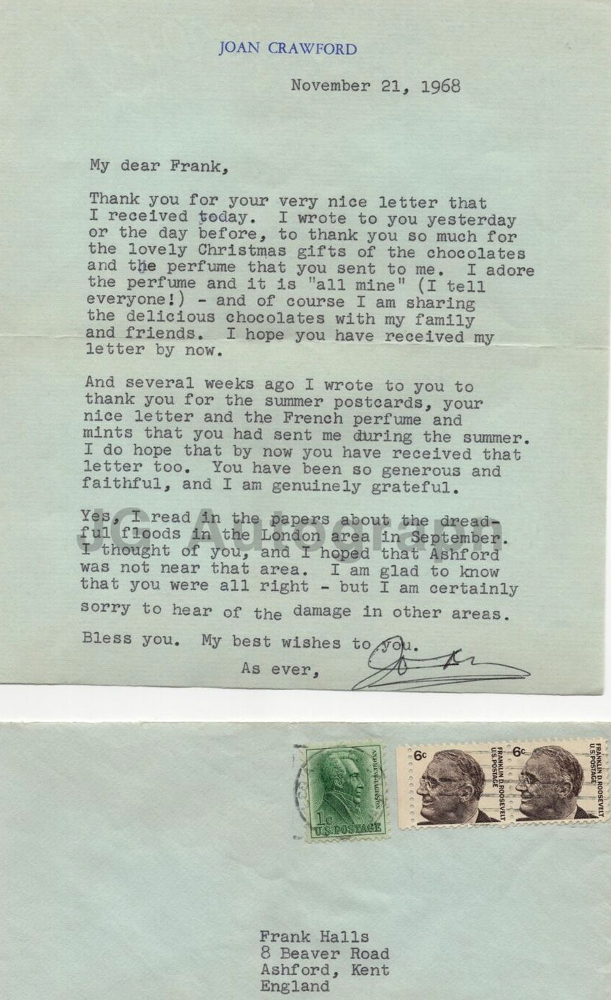 JOAN CRAWFORD
November 21, 1968
My dear Frank,
Thank you for your very nice letter that
I received today. I wrote to you yesterday
or the day before, to thank you so much for
the lovely Christmas gifts of the chocolates
and the perfume that you sent to me. I adore
the perfume and it is "all mine" (I tell
everyone!) - and of course I am sharing
the delicious chocolates with my family
and friends. I hope you have received my
letter by now.
And several weeks ago I wrote to you to
thank you for the summer postcards, your
nice letter and the French perfume and
mints that you had sent me during the summer.
I do hope that by now you have received that
letter too. You have been so generous and
faithful, and I am genuinely grateful.
Yes, I read in the papers about the dread-
ful floods in the London area in September.
I thought of you, and I hoped that Ashford
was not near that area. I am glad to know
that you were all right - but I am certainly
sorry to hear of the damage in other areas.
Bless you. My best wishes to you.
As ever,
Joan
JG Autograph
1c
U.S. POSTAGE
ANDREW JACKSON
6c
FRANKLIN D. ROOSEVELT
U.S. POSTAGE
6c
FRANKLIN D. ROOSEVELT
U.S. POSTAGE
Frank Halls
8 Beaver Road
Ashford, Kent
England